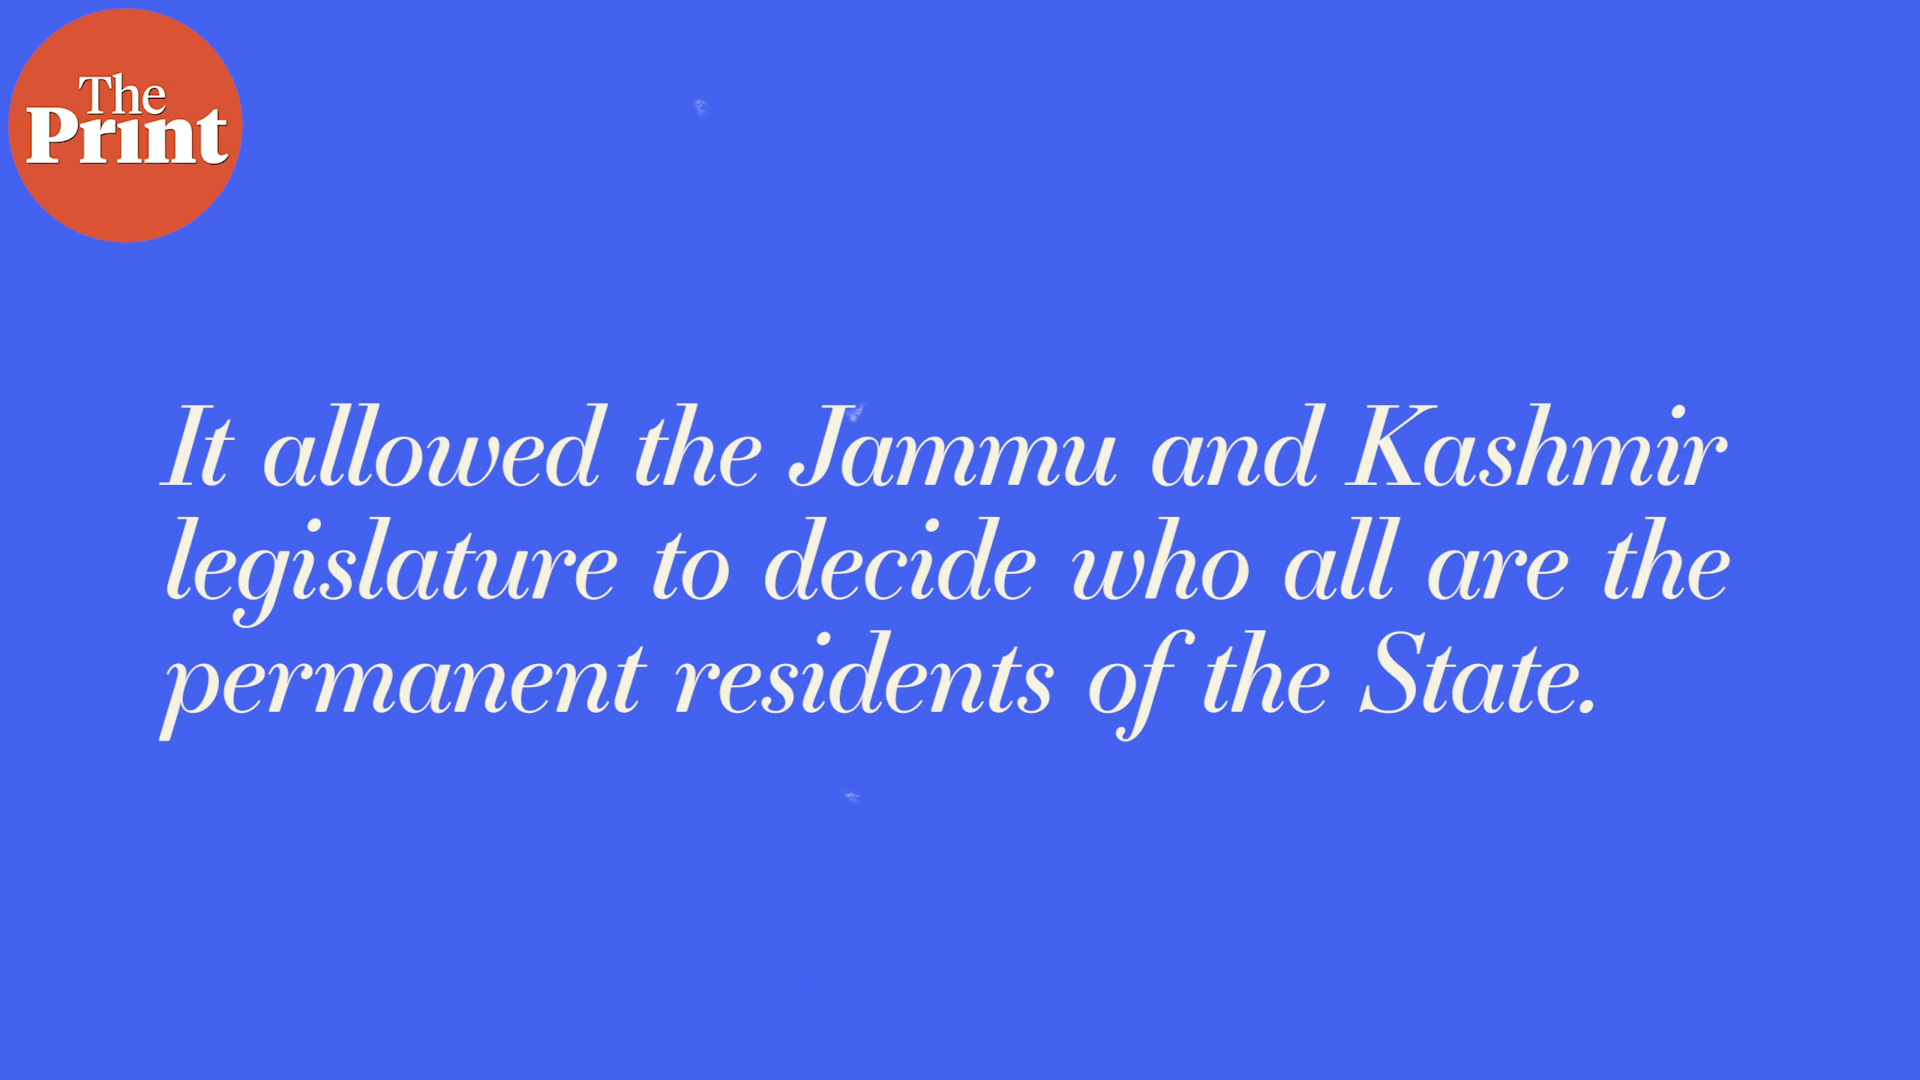 The
Print
It allowed the Jammu and Kashmir
legislature to decide who all are the
permanent residents of the State.